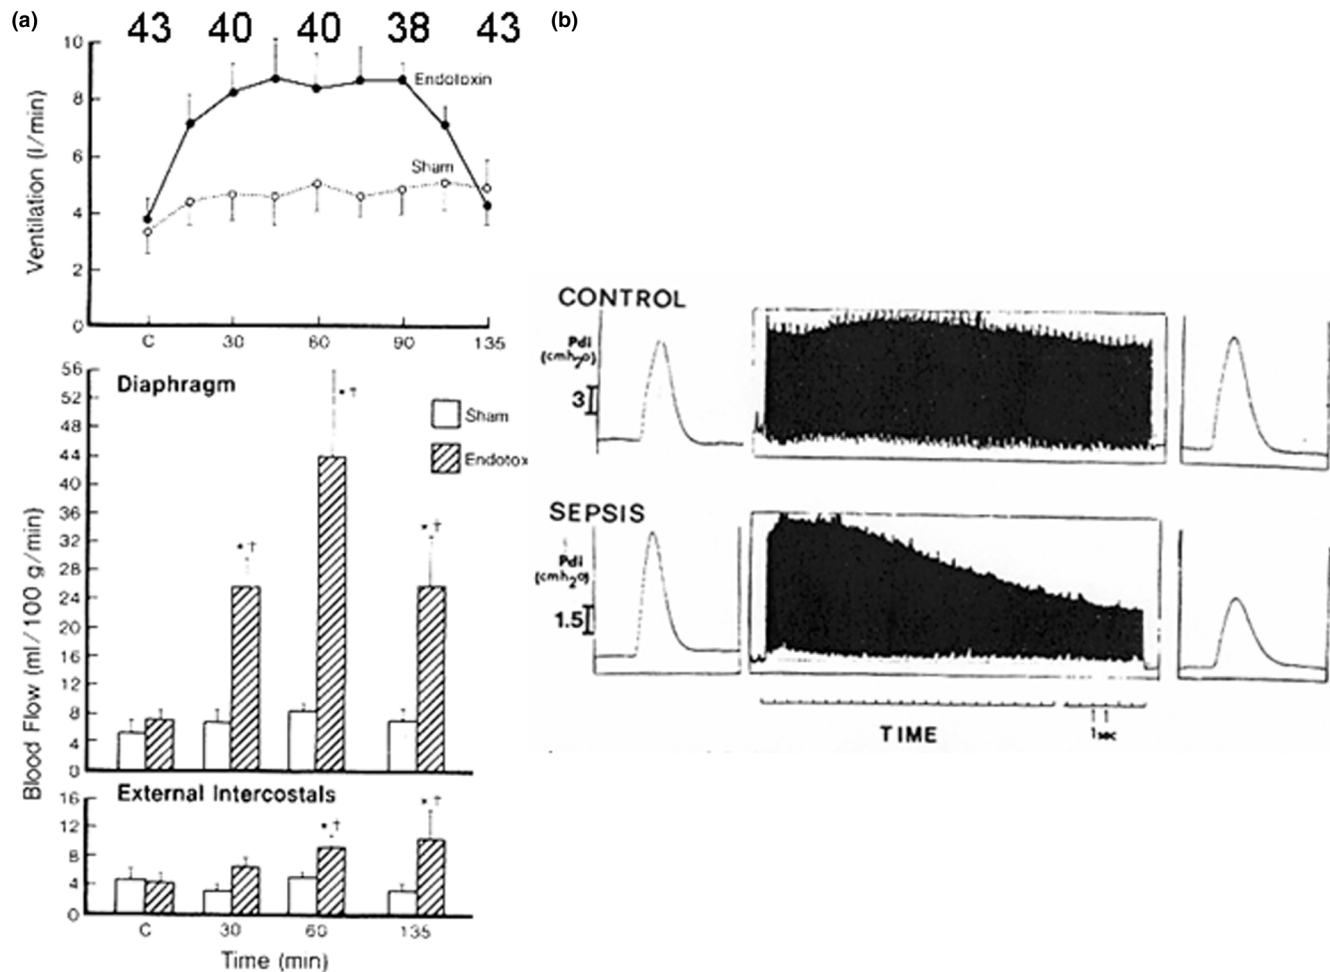 (a)
43 40 40 38 43
10
8
6
4
2
0
Ventilation (l/min)
Endotoxin
Sham
C 30 60 90 135
Diaphragm
56
52
48
44
40
36
32
28
24
20
16
12
8
4
0
Sham
Endotox
*†
*†
*†
Blood Flow (ml/100 g/min)
External Intercostals
16
12
8
4
0
*†
*†
C 30 60 135
Time (min)
(b)
CONTROL
Pdi
(cmh2o)
3
SEPSIS
Pdi
(cmh2o)
1.5
TIME